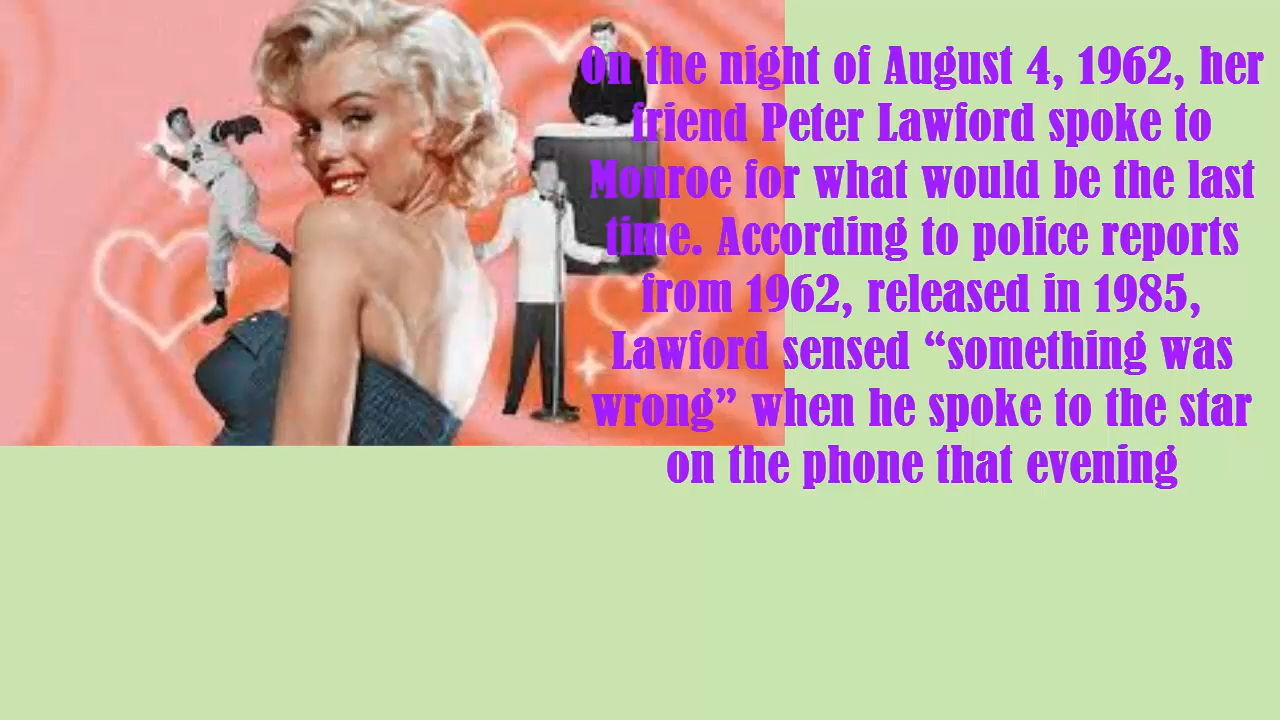 On the night of August 4, 1962, her
friend Peter Lawford spoke to
Monroe for what would be the last
time. According to police reports
from 1962, released in 1985,
Lawford sensed “something was
wrong” when he spoke to the star
on the phone that evening